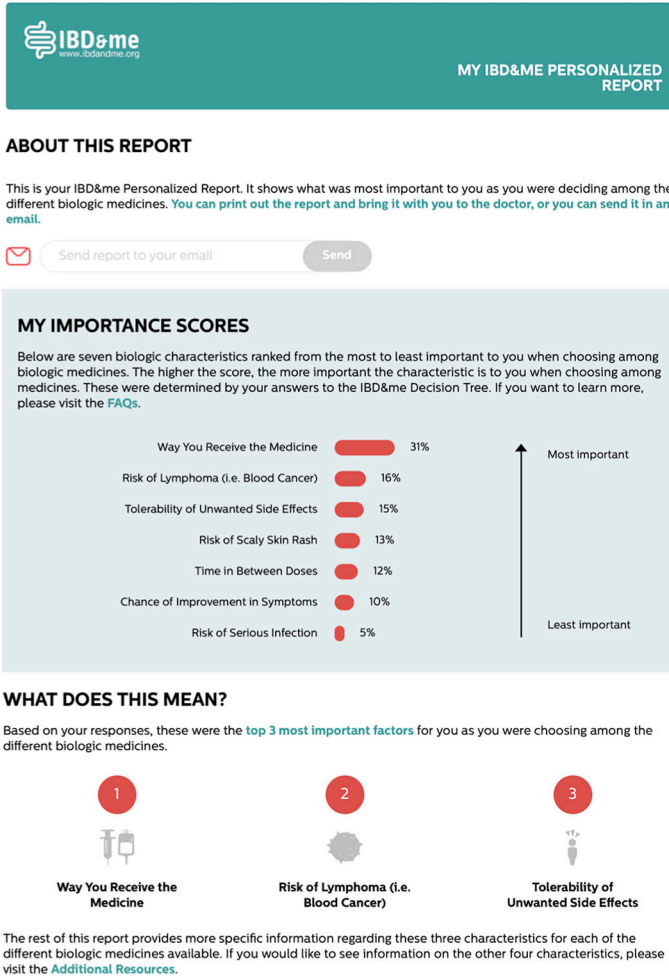 IBD&me
www.ibdandme.org
MY IBD&ME PERSONALIZED
REPORT
ABOUT THIS REPORT
This is your IBD&me Personalized Report. It shows what was most important to you as you were deciding among the
different biologic medicines. You can print out the report and bring it with you to the doctor, or you can send it in an
email.
Send report to your email
Send
MY IMPORTANCE SCORES
Below are seven biologic characteristics ranked from the most to least important to you when choosing among
biologic medicines. The higher the score, the more important the characteristic is to you when choosing among
medicines. These were determined by your answers to the IBD&me Decision Tree. If you want to learn more,
please visit the FAQs.
Way You Receive the Medicine 31%
Most important
Risk of Lymphoma (i.e. Blood Cancer) 16%
Tolerability of Unwanted Side Effects 15%
Risk of Scaly Skin Rash 13%
Time in Between Doses 12%
Chance of Improvement in Symptoms 10%
Least important
Risk of Serious Infection 5%
WHAT DOES THIS MEAN?
Based on your responses, these were the top 3 most important factors for you as you were choosing among the
different biologic medicines.
1
2
3
Way You Receive the
Medicine
Risk of Lymphoma (i.e.
Blood Cancer)
Tolerability of
Unwanted Side Effects
The rest of this report provides more specific information regarding these three characteristics for each of the
different biologic medicines available. If you would like to see information on the other four characteristics, please
visit the Additional Resources.